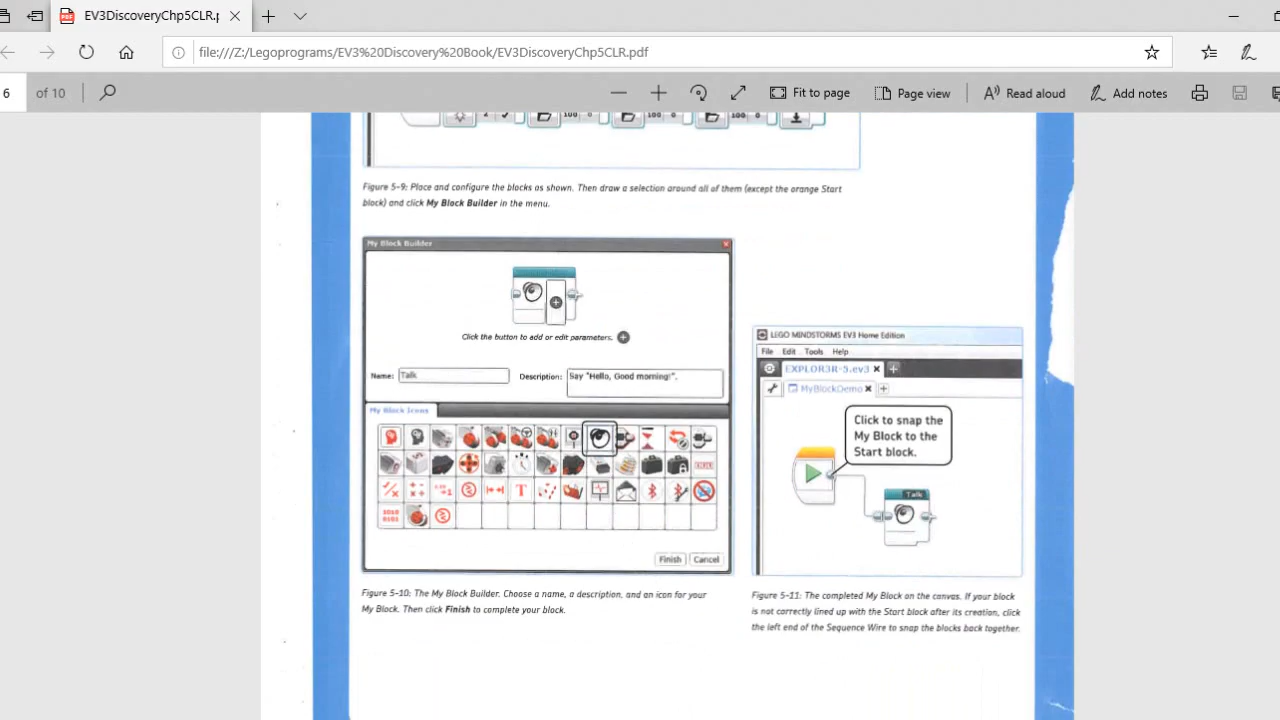 EV3DiscoveryChp5CLR.p
file:///Z:/Legoprograms/EV3%20Discovery%20Book/EV3DiscoveryChp5CLR.pdf
6 of 10
Fit to page
Page view
Read aloud
Add notes
100 0 100 0 100 0
Figure 5-9: Place and configure the blocks as shown. Then draw a selection around all of them (except the orange Start
block) and click My Block Builder in the menu.
My Block Builder
Click the button to add or edit parameters.
Name: Talk
Description: Say "Hello, Good morning!".
My Block Icons
Finish
Cancel
Figure 5-10: The My Block Builder. Choose a name, a description, and an icon for your
My Block. Then click Finish to complete your block.
LEGO MINDSTORMS EV3 Home Edition
File Edit Tools Help
EXPLOR3R-5.ev3
MyBlockDemo
Click to snap the
My Block to the
Start block.
Talk
Figure 5-11: The completed My Block on the canvas. If your block
is not correctly lined up with the Start block after its creation, click
the left end of the Sequence Wire to snap the blocks back together.